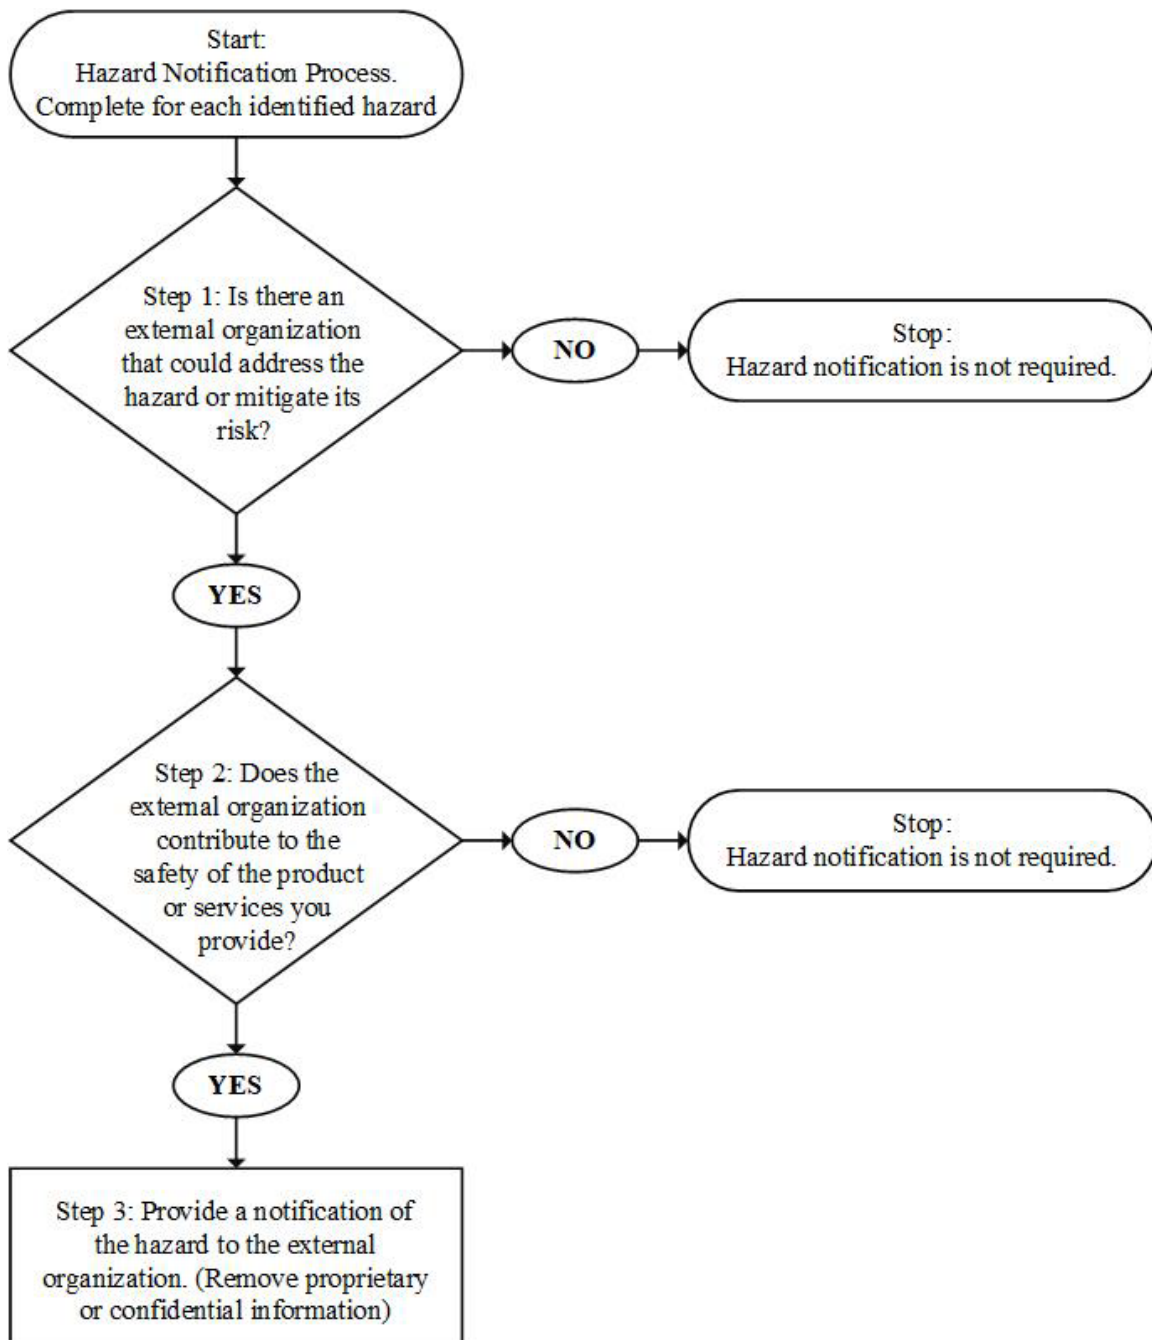 Start:
Hazard Notification Process.
Complete for each identified hazard
Step 1: Is there an
external organization
that could address the
hazard or mitigate its
risk?
NO
Stop:
Hazard notification is not required.
YES
Step 2: Does the
external organization
contribute to the
safety of the product
or services you
provide?
NO
Stop:
Hazard notification is not required.
YES
Step 3: Provide a notification of
the hazard to the external
organization. (Remove proprietary
or confidential information)